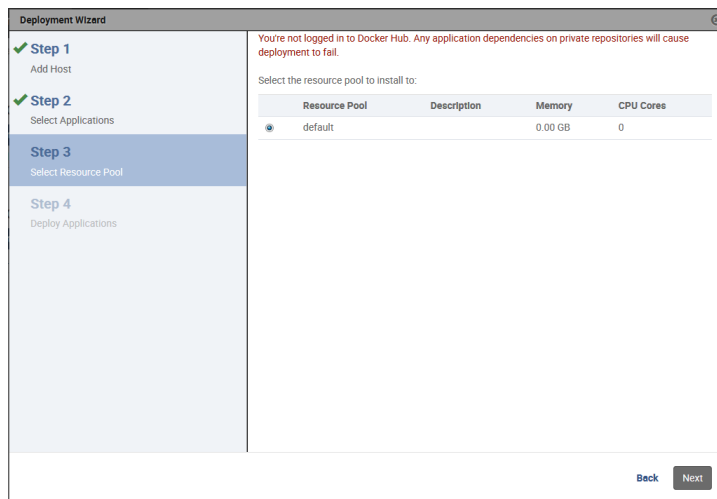 Deployment Wizard
Step 1
Add Host
Step 2
Select Applications
Step 3
Select Resource Pool
Step 4
Deploy Applications
You're not logged in to Docker Hub. Any application dependencies on private repositories will cause
deployment to fail.
Select the resource pool to install to:
Resource Pool Description Memory CPU Cores
default 0.00 GB 0
Back Next